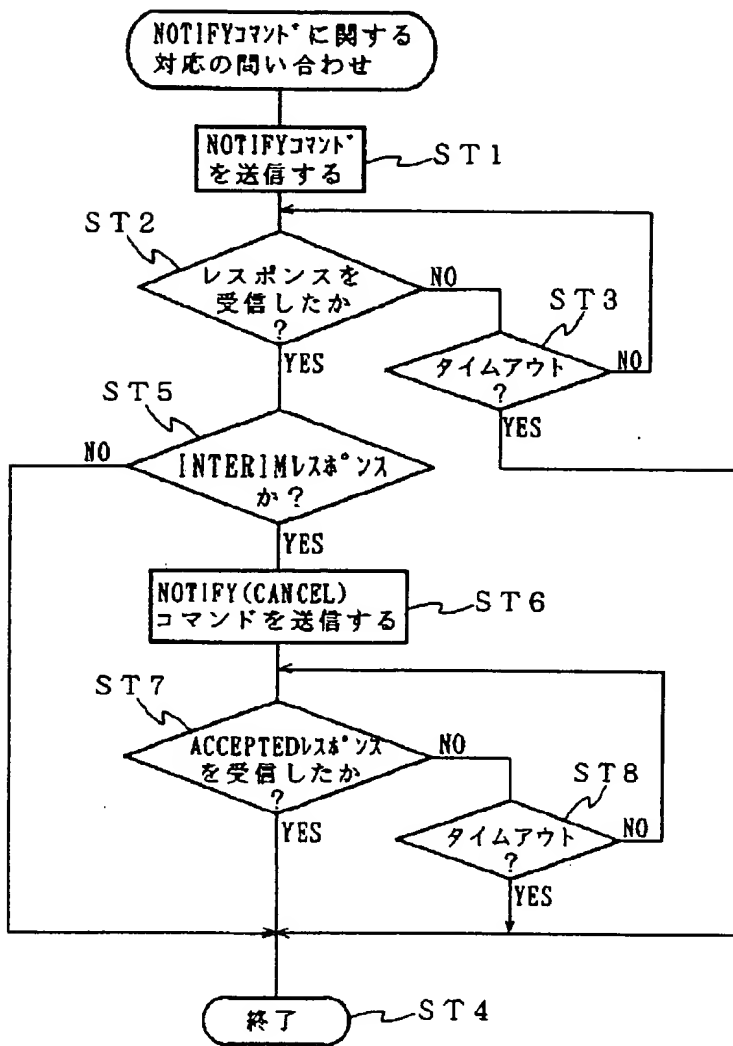 NOTIFYコマンドに関する
対応の問い合わせ
NOTIFYコマンド
を送信する
ST1
ST2
レスポンスを
受信したか
?
NO
YES
ST3
タイムアウト
?
NO
YES
ST5
NO
INTERIMレスポンス
か?
YES
NOTIFY(CANCEL)
コマンドを送信する
ST6
ST7
ACCEPTEDレスポンス
を受信したか
?
NO
YES
ST8
タイムアウト
?
NO
YES
終了
ST4